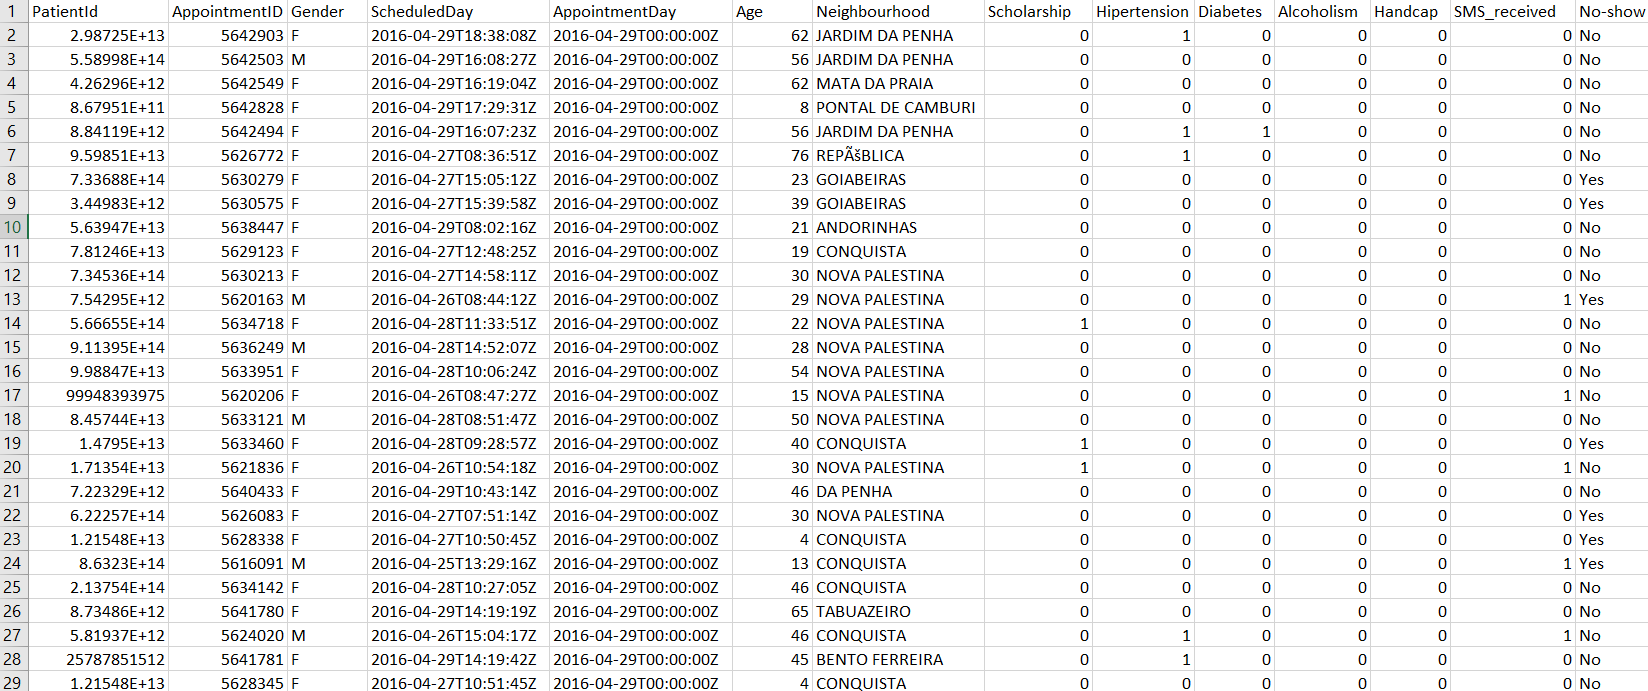 1 PatientId AppointmentID Gender ScheduledDay AppointmentDay Age Neighbourhood Scholarship Hipertension Diabetes Alcoholism Handcap SMS_received No-show
2 2.98725E+13 5642903 F 2016-04-29T18:38:08Z 2016-04-29T00:00:00Z 62 JARDIM DA PENHA 0 1 0 0 0 0 No
3 5.58998E+14 5642503 M 2016-04-29T16:08:27Z 2016-04-29T00:00:00Z 56 JARDIM DA PENHA 0 0 0 0 0 0 No
4 4.26296E+12 5642549 F 2016-04-29T16:19:04Z 2016-04-29T00:00:00Z 62 MATA DA PRAIA 0 0 0 0 0 0 No
5 8.67951E+11 5642828 F 2016-04-29T17:29:31Z 2016-04-29T00:00:00Z 8 PONTAL DE CAMBURI 0 0 0 0 0 0 No
6 8.84119E+12 5642494 F 2016-04-29T16:07:23Z 2016-04-29T00:00:00Z 56 JARDIM DA PENHA 0 1 1 0 0 0 No
7 9.59851E+13 5626772 F 2016-04-27T08:36:51Z 2016-04-29T00:00:00Z 76 REPÃšBLICA 0 1 0 0 0 0 No
8 7.33688E+14 5630279 F 2016-04-27T15:05:12Z 2016-04-29T00:00:00Z 23 GOIABEIRAS 0 0 0 0 0 0 Yes
9 3.44983E+12 5630575 F 2016-04-27T15:39:58Z 2016-04-29T00:00:00Z 39 GOIABEIRAS 0 0 0 0 0 0 Yes
10 5.63947E+13 5638447 F 2016-04-29T08:02:16Z 2016-04-29T00:00:00Z 21 ANDORINHAS 0 0 0 0 0 0 No
11 7.81246E+13 5629123 F 2016-04-27T12:48:25Z 2016-04-29T00:00:00Z 19 CONQUISTA 0 0 0 0 0 0 No
12 7.34536E+14 5630213 F 2016-04-27T14:58:11Z 2016-04-29T00:00:00Z 30 NOVA PALESTINA 0 0 0 0 0 0 No
13 7.54295E+12 5620163 M 2016-04-26T08:44:12Z 2016-04-29T00:00:00Z 29 NOVA PALESTINA 0 0 0 0 0 1 Yes
14 5.66655E+14 5634718 F 2016-04-28T11:33:51Z 2016-04-29T00:00:00Z 22 NOVA PALESTINA 1 0 0 0 0 0 No
15 9.11395E+14 5636249 M 2016-04-28T14:52:07Z 2016-04-29T00:00:00Z 28 NOVA PALESTINA 0 0 0 0 0 0 No
16 9.98847E+13 5633951 F 2016-04-28T10:06:24Z 2016-04-29T00:00:00Z 54 NOVA PALESTINA 0 0 0 0 0 0 No
17 99948393975 5620206 F 2016-04-26T08:47:27Z 2016-04-29T00:00:00Z 15 NOVA PALESTINA 0 0 0 0 0 1 No
18 8.45744E+13 5633121 M 2016-04-28T08:51:47Z 2016-04-29T00:00:00Z 50 NOVA PALESTINA 0 0 0 0 0 0 No
19 1.4795E+13 5633460 F 2016-04-28T09:28:57Z 2016-04-29T00:00:00Z 40 CONQUISTA 1 0 0 0 0 0 Yes
20 1.71354E+13 5621836 F 2016-04-26T10:54:18Z 2016-04-29T00:00:00Z 30 NOVA PALESTINA 1 0 0 0 0 1 No
21 7.22329E+12 5640433 F 2016-04-29T10:43:14Z 2016-04-29T00:00:00Z 46 DA PENHA 0 0 0 0 0 0 No
22 6.22257E+14 5626083 F 2016-04-27T07:51:14Z 2016-04-29T00:00:00Z 30 NOVA PALESTINA 0 0 0 0 0 0 Yes
23 1.21548E+13 5628338 F 2016-04-27T10:50:45Z 2016-04-29T00:00:00Z 4 CONQUISTA 0 0 0 0 0 0 Yes
24 8.6323E+14 5616091 M 2016-04-25T13:29:16Z 2016-04-29T00:00:00Z 13 CONQUISTA 0 0 0 0 0 1 Yes
25 2.13754E+14 5634142 F 2016-04-28T10:27:05Z 2016-04-29T00:00:00Z 46 CONQUISTA 0 0 0 0 0 0 No
26 8.73486E+12 5641780 F 2016-04-29T14:19:19Z 2016-04-29T00:00:00Z 65 TABUAZEIRO 0 0 0 0 0 0 No
27 5.81937E+12 5624020 M 2016-04-26T15:04:17Z 2016-04-29T00:00:00Z 46 CONQUISTA 0 1 0 0 0 1 No
28 25787851512 5641781 F 2016-04-29T14:19:42Z 2016-04-29T00:00:00Z 45 BENTO FERREIRA 0 1 0 0 0 0 No
29 1.21548E+13 5628345 F 2016-04-27T10:51:45Z 2016-04-29T00:00:00Z 4 CONQUISTA 0 0 0 0 0 0 No